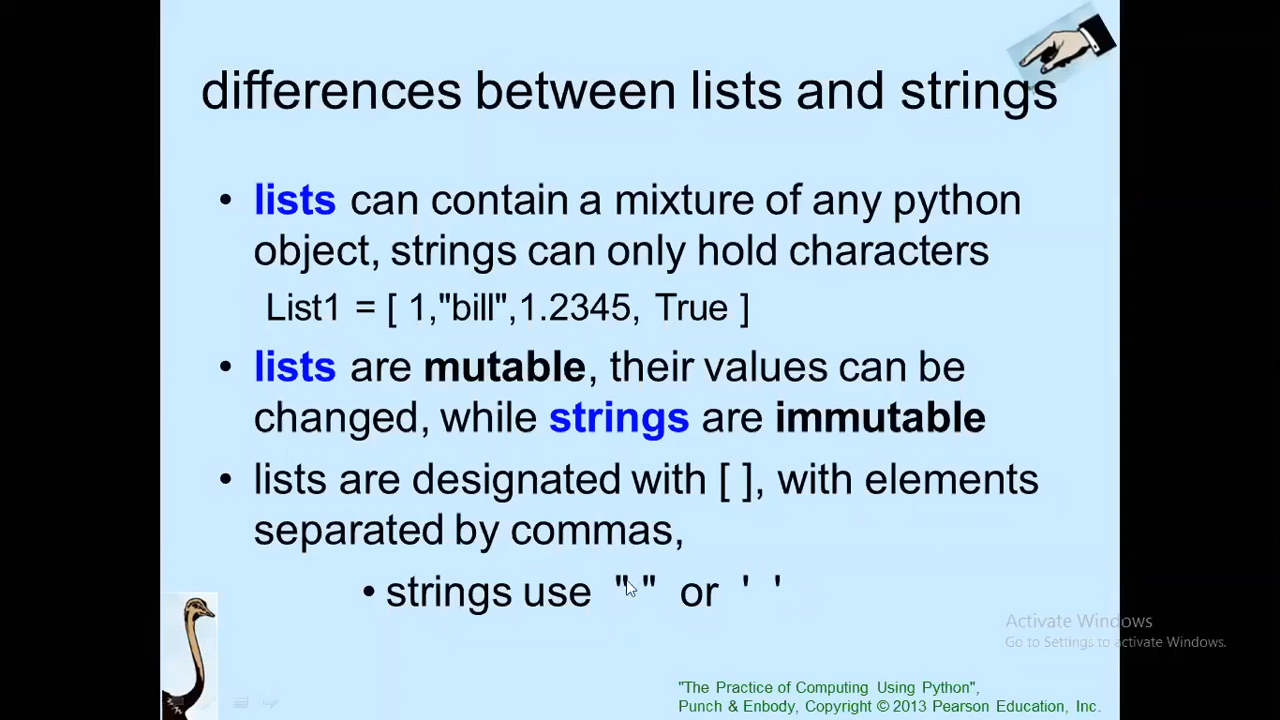 differences between lists and strings
• lists can contain a mixture of any python
object, strings can only hold characters
List1 = [ 1,"bill",1.2345, True ]
• lists are mutable, their values can be
changed, while strings are immutable
• lists are designated with [ ], with elements
separated by commas,
• strings use " " or ' '
Activate Windows
Go to Settings to activate Windows.
"The Practice of Computing Using Python",
Punch & Enbody, Copyright © 2013 Pearson Education, Inc.